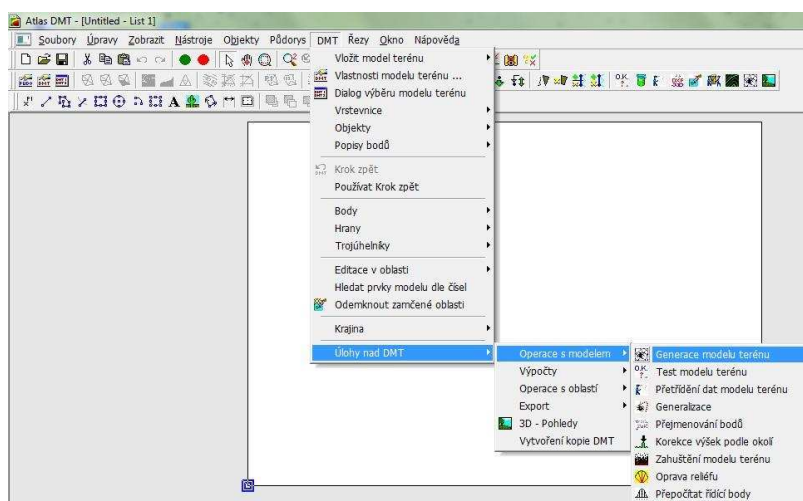 Atlas DMT - [Untitled - List 1]
Soubory Úpravy Zobrazit Nástroje Objekty Půdorys DMT Řezy Okno Nápověda
Vložit model terénu
Vlastnosti modelu terénu ...
Dialog výběru modelu terénu
Vrstevnice
Objekty
Popisy bodů
Krok zpět
Používat Krok zpět
Body
Hrany
Trojúhelníky
Editace v oblasti
Hledat prvky modelu dle čísel
Odemknout zamčené oblasti
Krajina
Úlohy nad DMT
Operace s modelem
Výpočty
Operace s oblastí
Export
3D - Pohledy
Vytvoření kopie DMT
Generace modelu terénu
Test modelu terénu
Přetřídění dat modelu terénu
Generalizace
Přejmenování bodů
Korekce výšek podle okolí
Zahuštění modelu terénu
Oprava reliéfu
Přepočítat řídící body